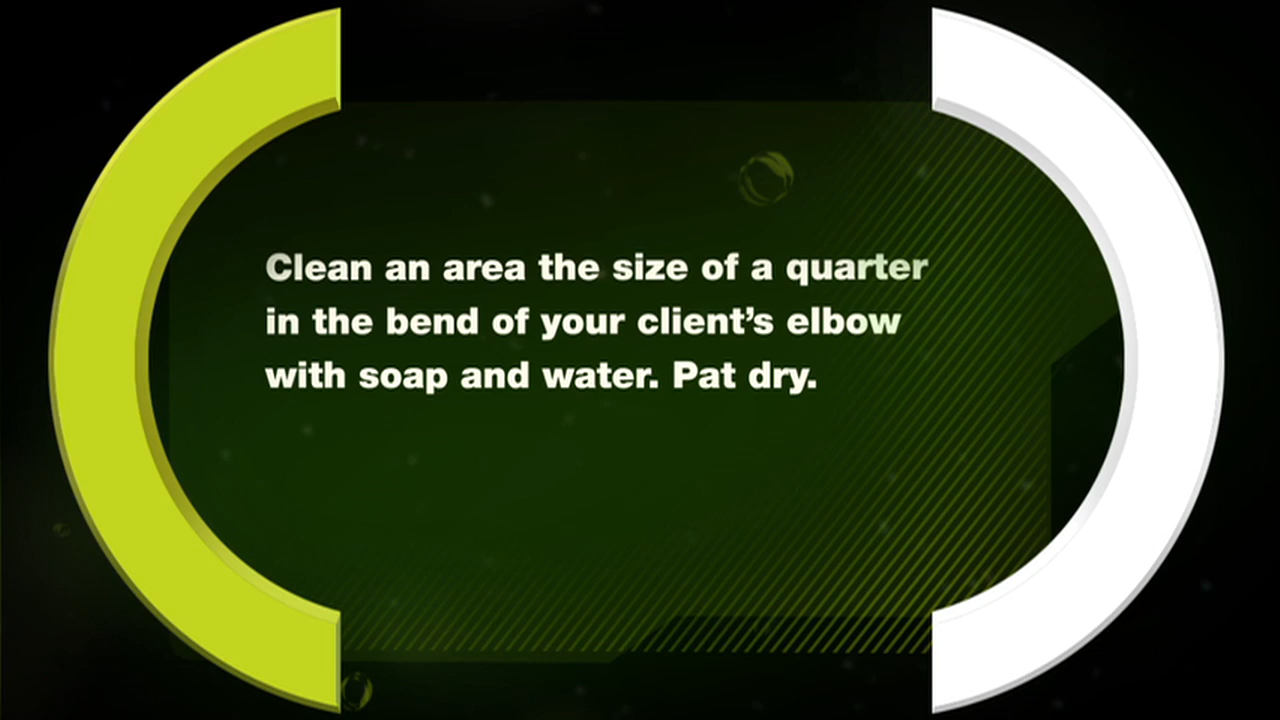 Clean an area the size of a quarter
in the bend of your client’s elbow
with soap and water. Pat dry.